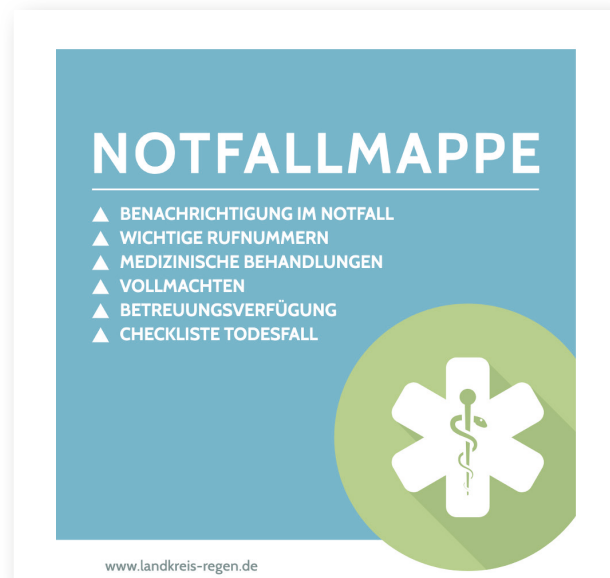 NOTFALLMAPPE
BENACHRICHTIGUNG IM NOTFALL
WICHTIGE RUFNUMMERN
MEDIZINISCHE BEHANDLUNGEN
VOLLMACHTEN
BETREUUNGSVERFÜGUNG
CHECKLISTE TODESFALL
www.landkreis-regen.de